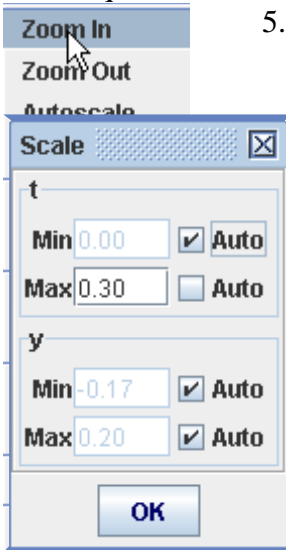 Zoom In
5.
Zoom Out
Autoscale
Scale
t
Min 0.00 Auto
Max 0.30 Auto
y
Min -0.17 Auto
Max 0.20 Auto
OK